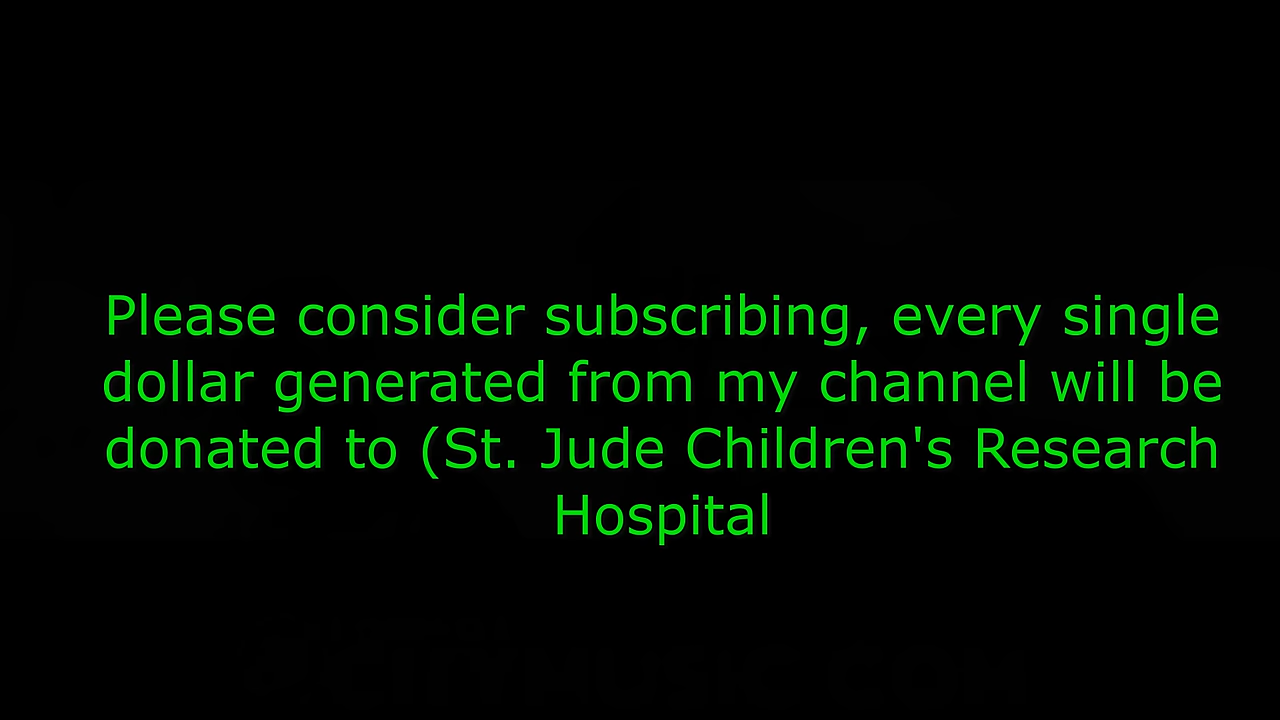 Please consider subscribing, every single
dollar generated from my channel will be
donated to (St. Jude Children's Research
Hospital